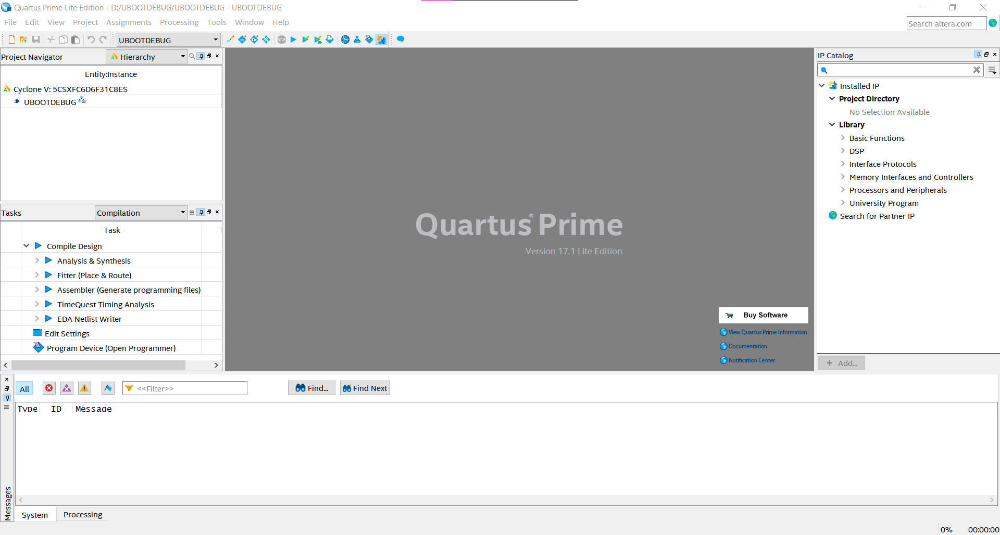 Quartus Prime Lite Edition - D:/UBOOTDEBUG/UBOOTDEBUG - UBOOTDEBUG
File Edit View Project Assignments Processing Tools Window Help
Search altera.com
UBOOTDEBUG
STOP
Project Navigator
Hierarchy
Entity:Instance
Cyclone V: 5CSXFC6D6F31C8ES
UBOOTDEBUG
Tasks
Compilation
Task
Compile Design
Analysis & Synthesis
Fitter (Place & Route)
Assembler (Generate programming files)
TimeQuest Timing Analysis
EDA Netlist Writer
Edit Settings
Program Device (Open Programmer)
Quartus® Prime
Version 17.1 Lite Edition
Buy Software
View Quartus Prime Information
Documentation
Notification Center
IP Catalog
Installed IP
Project Directory
No Selection Available
Library
Basic Functions
DSP
Interface Protocols
Memory Interfaces and Controllers
Processors and Peripherals
University Program
Search for Partner IP
+ Add...
All
<<Filter>>
Find...
Find Next
Type ID Message
Messages
System Processing
0% 00:00:00